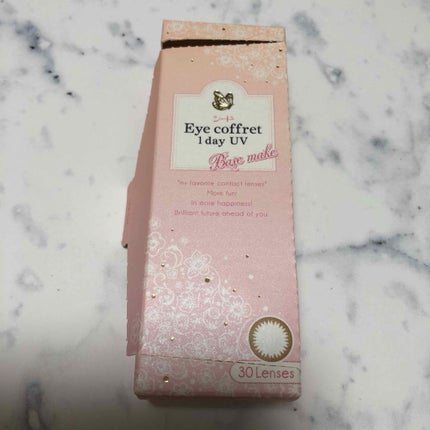 シード
Eye coffret
1 day UV
Base make
"my favorite contact lenses"
More fun!
In more happiness!
Brilliant future ahead of you
30 Lenses